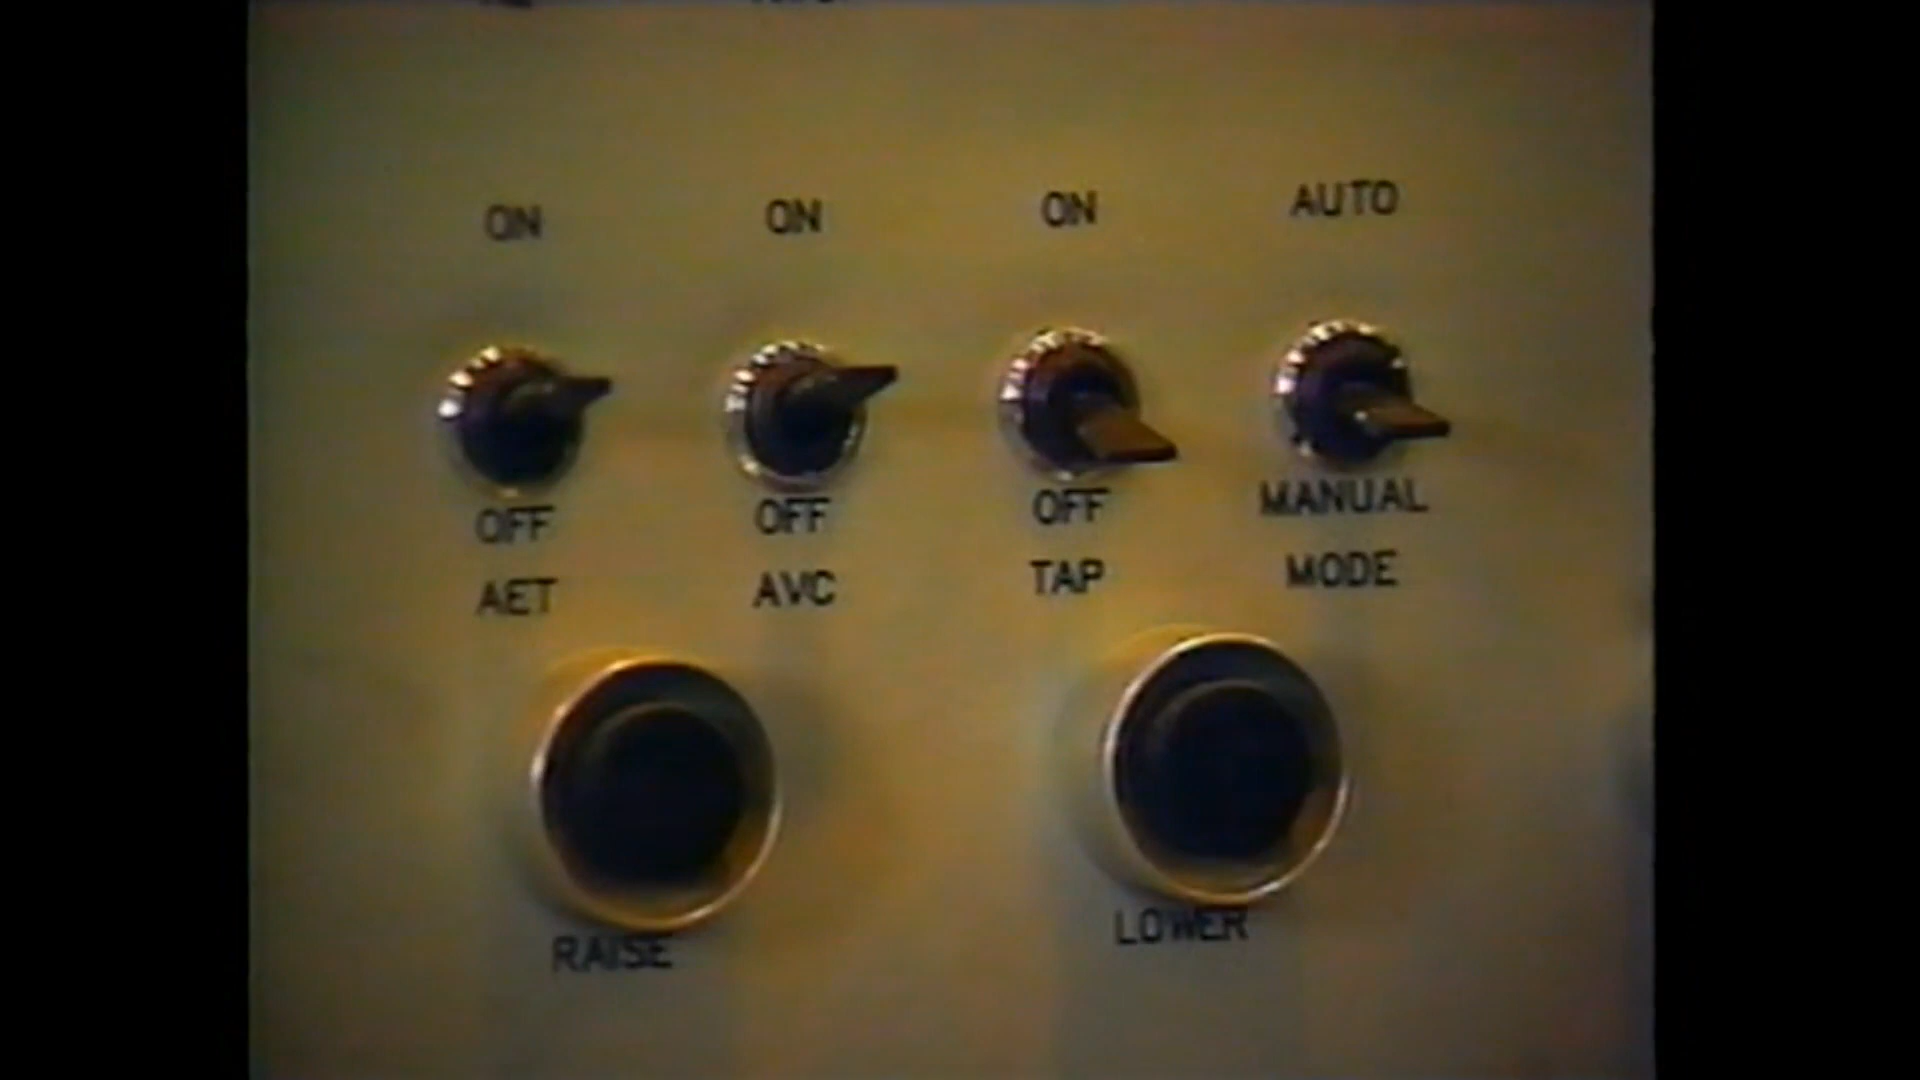 ON ON ON AUTO
OFF OFF OFF MANUAL
AET AVC TAP MODE
RAISE LOWER